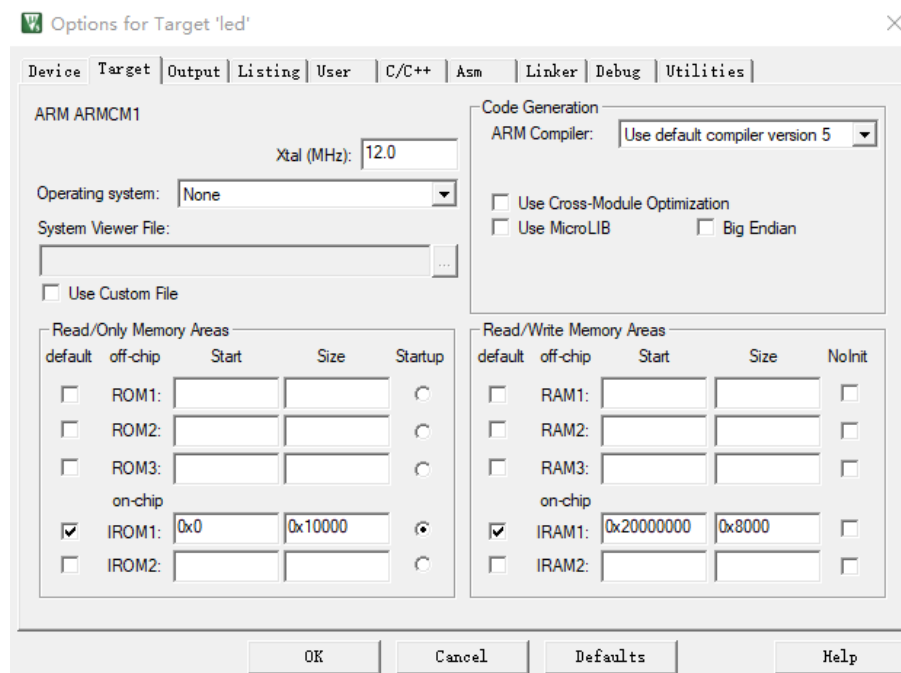 Options for Target 'led'
Device Target Output Listing User C/C++ Asm Linker Debug Utilities
ARM ARMCM1
Xtal (MHz): 12.0
Operating system: None
System Viewer File:
...
Use Custom File
Code Generation
ARM Compiler: Use default compiler version 5
Use Cross-Module Optimization
Use MicroLIB Big Endian
Read/Only Memory Areas
default off-chip Start Size Startup
ROM1:
ROM2:
ROM3:
on-chip
IROM1: 0x0 0x10000
IROM2:
Read/Write Memory Areas
default off-chip Start Size NoInit
RAM1:
RAM2:
RAM3:
on-chip
IRAM1: 0x20000000 0x8000
IRAM2:
OK Cancel Defaults Help